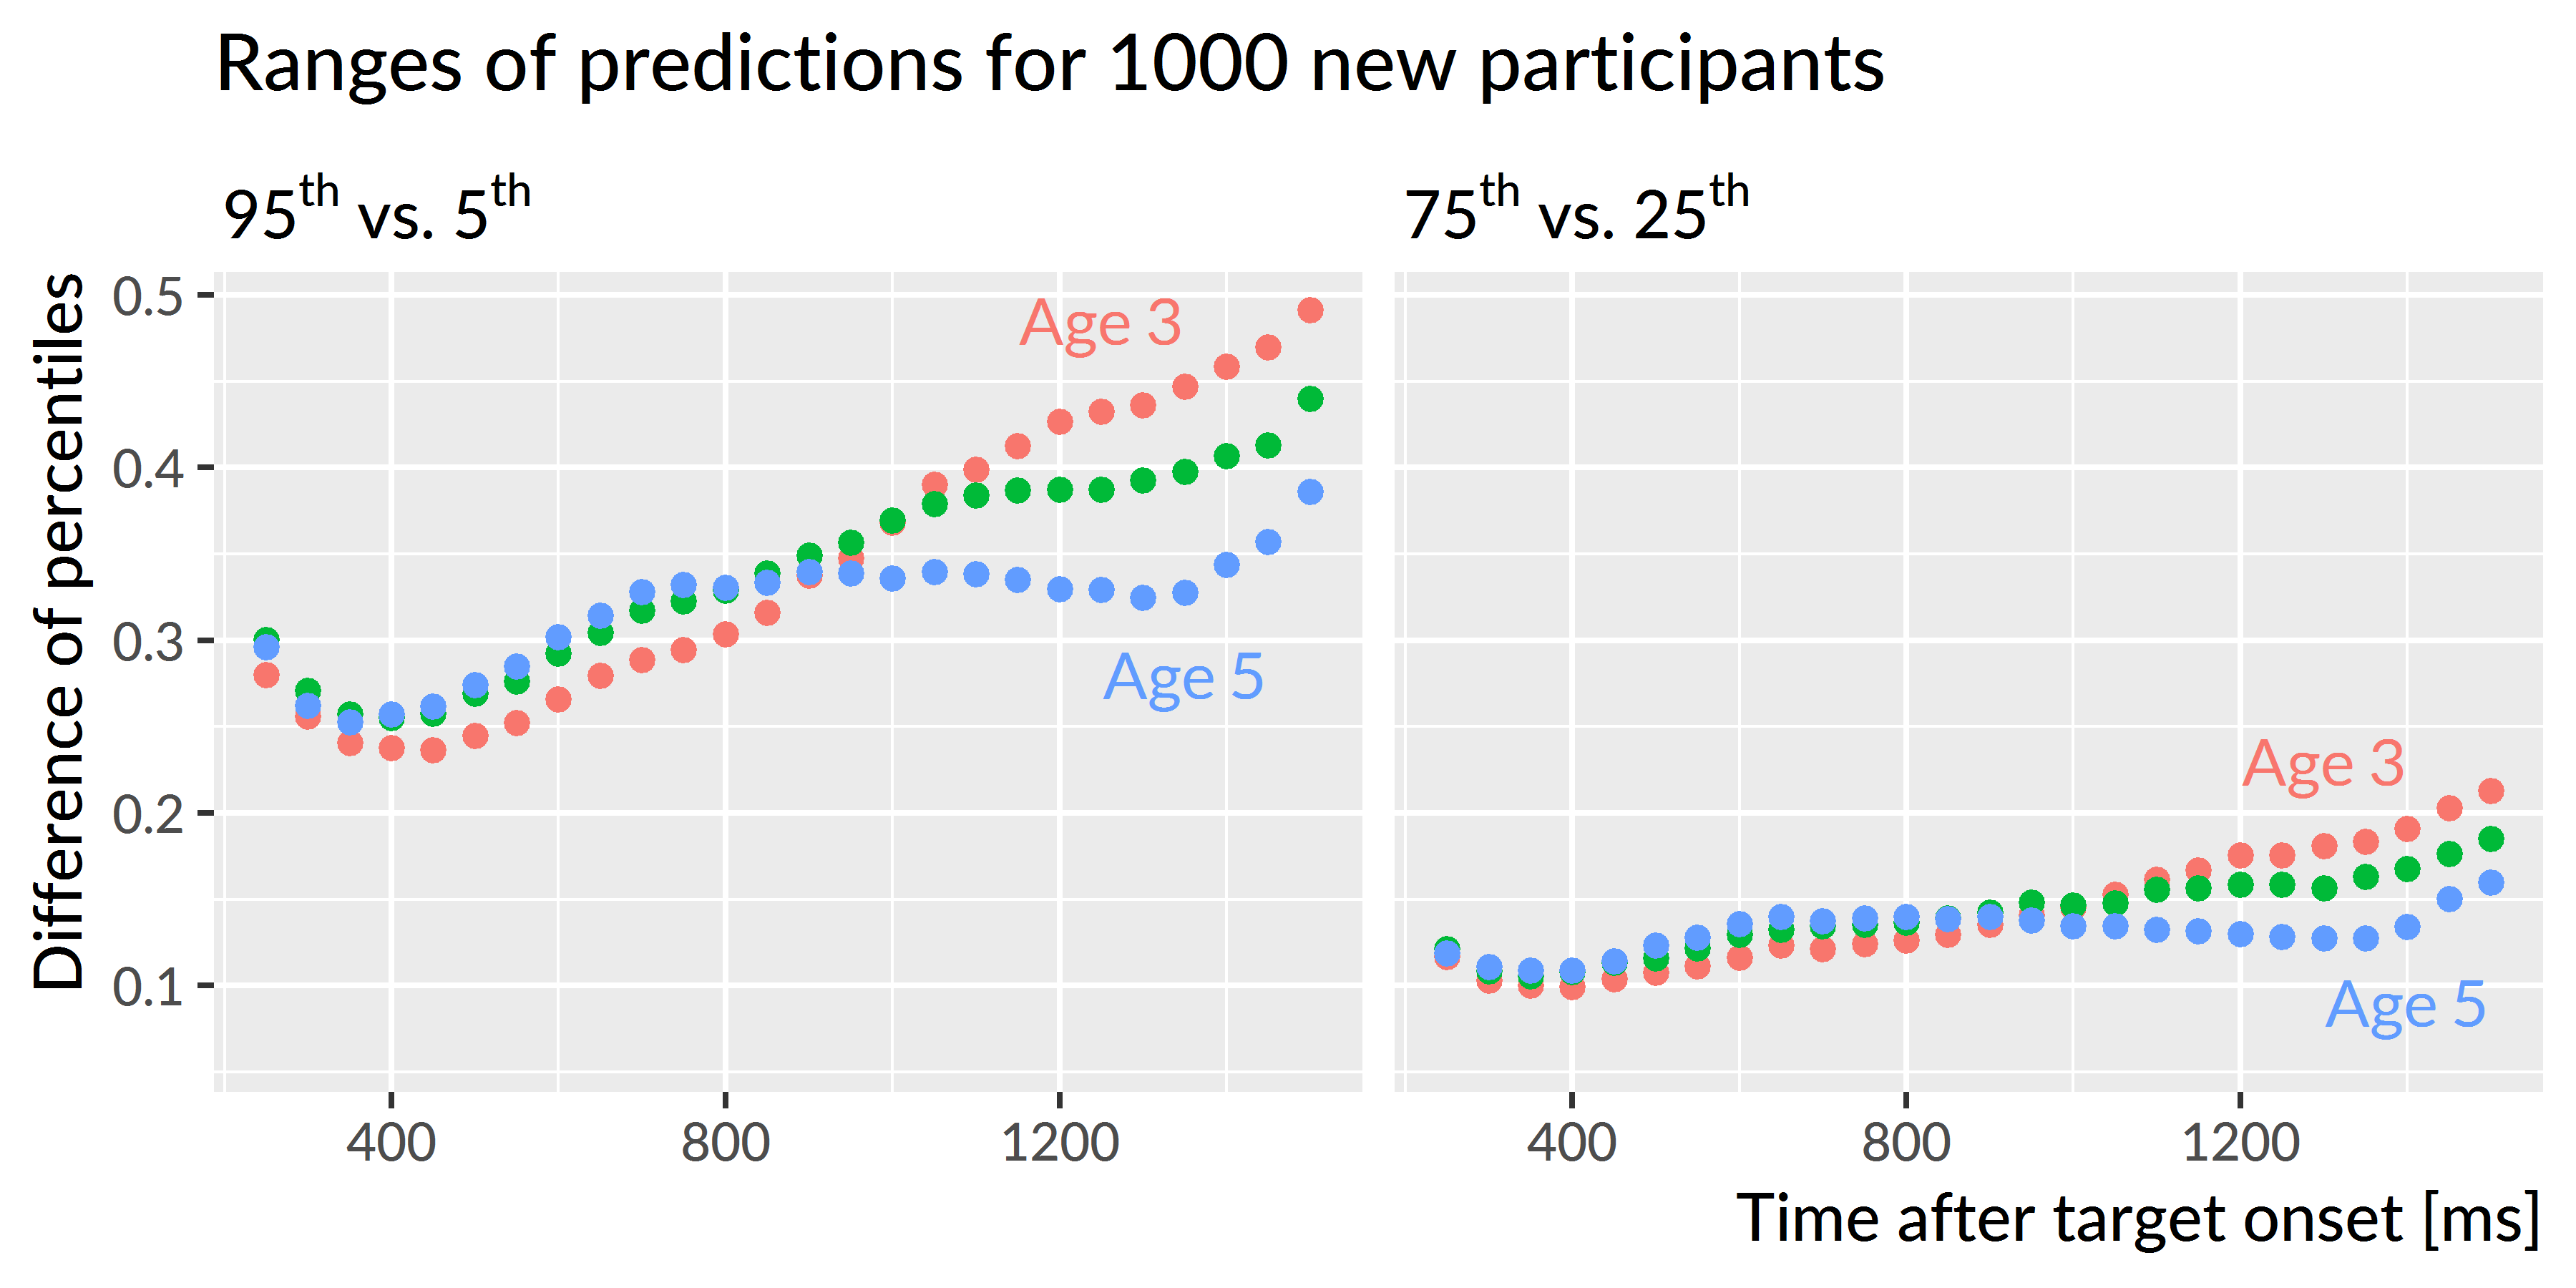 Ranges of predictions for 1000 new participants
95th vs. 5th
75th vs. 25th
Difference of percentiles
0.5
0.4
0.3
0.2
0.1
Age 3
Age 5
Age 3
Age 5
400 800 1200
400 800 1200
Time after target onset [ms]